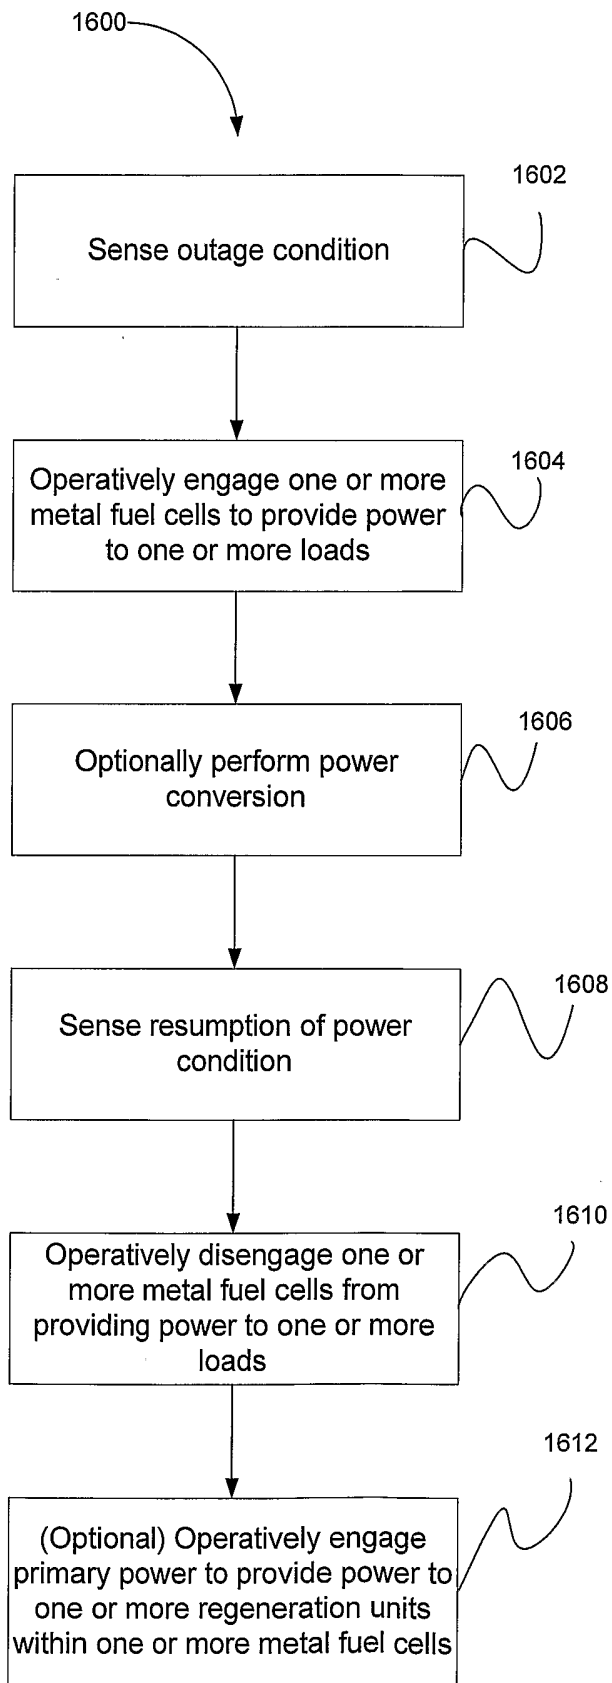 1600
1602
Sense outage condition
1604
Operatively engage one or more
metal fuel cells to provide power
to one or more loads
1606
Optionally perform power
conversion
1608
Sense resumption of power
condition
1610
Operatively disengage one or
more metal fuel cells from
providing power to one or more
loads
1612
(Optional) Operatively engage
primary power to provide power to
one or more regeneration units
within one or more metal fuel cells